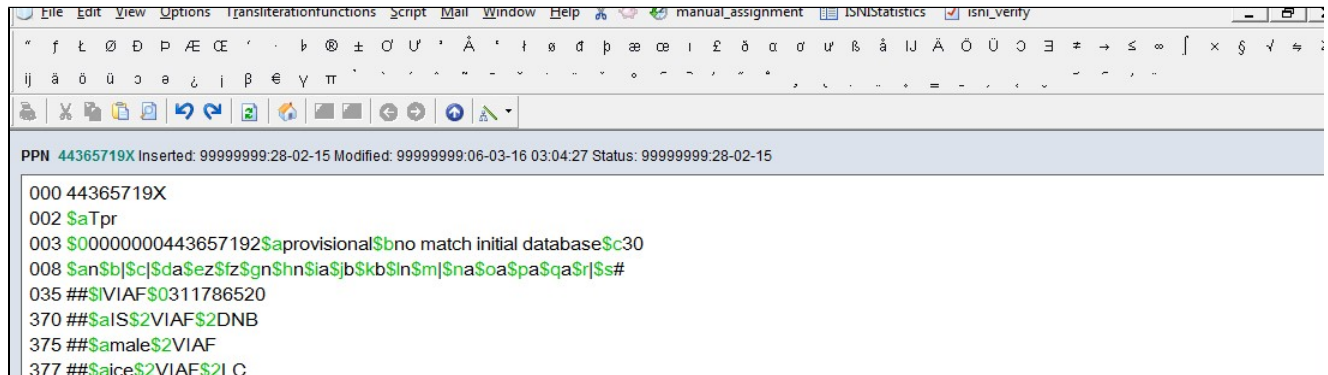 File Edit View Options Transliterationfunctions Script Mail Window Help manual_assignment ISNIStatistics isni_verify
PPN 44365719X Inserted: 99999999:28-02-15 Modified: 99999999:06-03-16 03:04:27 Status: 99999999:28-02-15
000 44365719X
002 $aTpr
003 $0000000443657192$aprovisional$bno match initial database$c30
008 $an$b|$c|$da$ez$fz$gn$hn$ia$jb$kb$ln$m|$na$oa$pa$qa$r|$s#
035 ##$lVIAF$0311786520
370 ##$aIS$2VIAF$2DNB
375 ##$amale$2VIAF
377 ##$aice$2VIAF$2LC